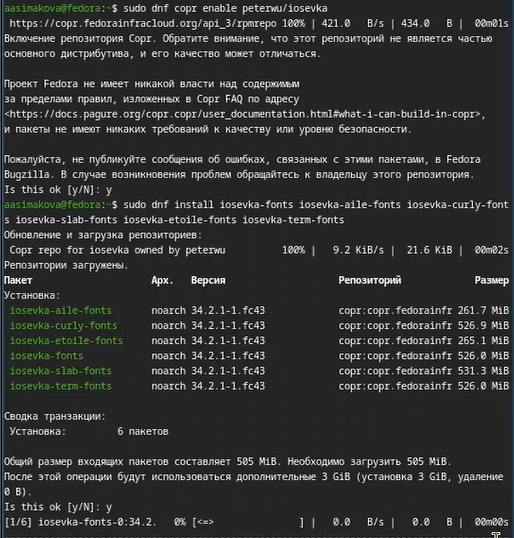 aasimakova@fedora:~$ sudo dnf copr enable peterwu/iosevka
https://copr.fedorainfracloud.org/api_3/rpmrepo 100% | 421.0   B/s | 434.0   B |  00m01s
Включение репозитория Copr. Обратите внимание, что этот репозиторий не является частью
основного дистрибутива, и его качество может отличаться.
Проект Fedora не имеет никакой власти над содержимым
за пределами правил, изложенных в Copr FAQ по адресу
<https://docs.pagure.org/copr.copr/user_documentation.html#what-i-can-build-in-copr>,
и пакеты не имеют никаких требований к качеству или уровню безопасности.
Пожалуйста, не публикуйте сообщения об ошибках, связанных с этими пакетами, в Fedora
Bugzilla. В случае возникновения проблем обращайтесь к владельцу этого репозитория.
Is this ok [y/N]: y
aasimakova@fedora:~$ sudo dnf install iosevka-fonts iosevka-aile-fonts iosevka-curly-font
s iosevka-slab-fonts iosevka-etoile-fonts iosevka-term-fonts
Обновление и загрузка репозиториев:
Copr repo for iosevka owned by peterwu         100% |   9.2 KiB/s |  21.6 KiB |  00m02s
Репозитории загружены.
Пакет                   Арх.   Версия                   Репозиторий            Размер
Установка:
iosevka-aile-fonts      noarch 34.2.1-1.fc43            copr:copr.fedorainfr 261.7 MiB
iosevka-curly-fonts     noarch 34.2.1-1.fc43            copr:copr.fedorainfr 526.9 MiB
iosevka-etoile-fonts    noarch 34.2.1-1.fc43            copr:copr.fedorainfr 265.1 MiB
iosevka-fonts           noarch 34.2.1-1.fc43            copr:copr.fedorainfr 526.0 MiB
iosevka-slab-fonts      noarch 34.2.1-1.fc43            copr:copr.fedorainfr 531.3 MiB
iosevka-term-fonts      noarch 34.2.1-1.fc43            copr:copr.fedorainfr 526.0 MiB
Сводка транзакции:
Установка:        6 пакетов
Общий размер входящих пакетов составляет 505 MiB. Необходимо загрузить 505 MiB.
После этой операции будут использоваться дополнительные 3 GiB (установка 3 GiB, удаление
0 B).
Is this ok [y/N]: y
[1/6] iosevka-fonts-0:34.2.   0% [<=>             ] |   0.0   B/s |   0.0   B |  00m00s